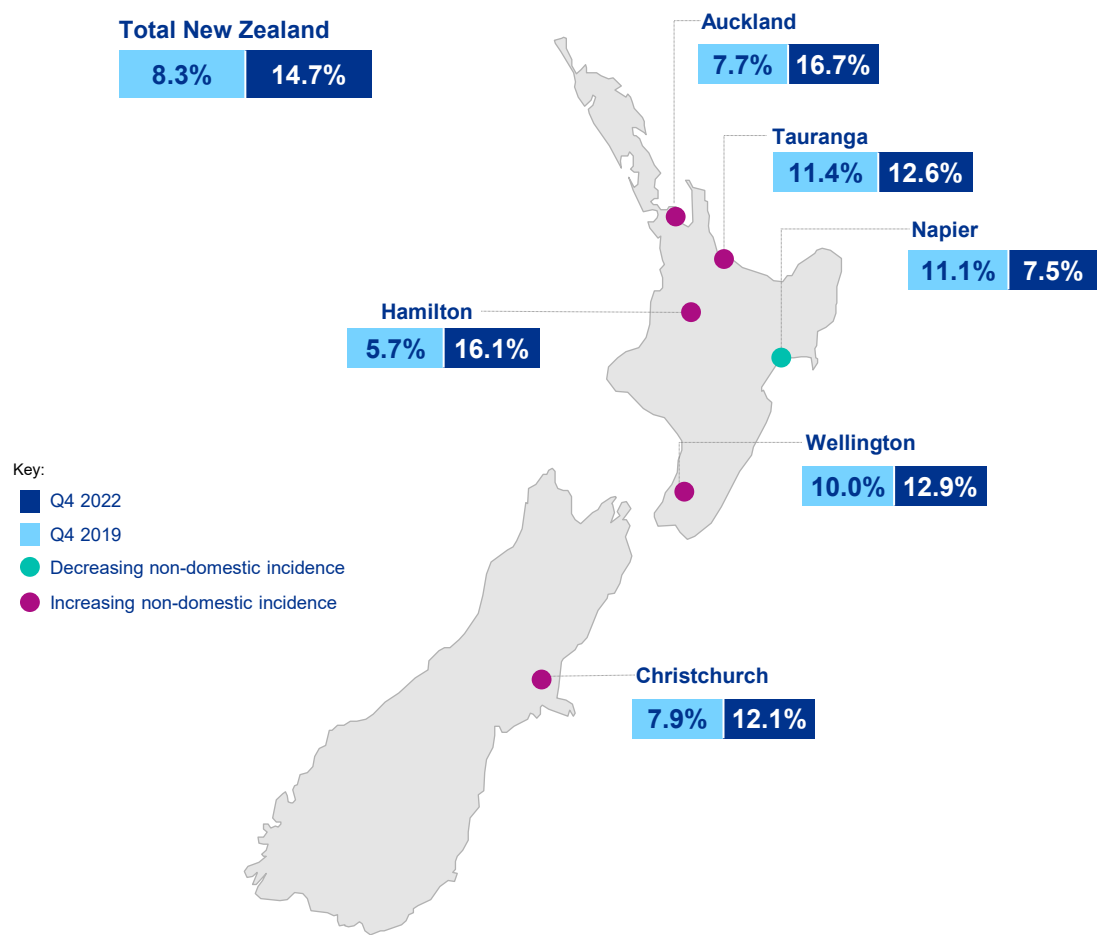 Total New Zealand
8.3% 14.7%
Auckland
7.7% 16.7%
Tauranga
11.4% 12.6%
Napier
11.1% 7.5%
Hamilton
5.7% 16.1%
Wellington
10.0% 12.9%
Key:
Q4 2022
Q4 2019
Decreasing non-domestic incidence
Increasing non-domestic incidence
Christchurch
7.9% 12.1%